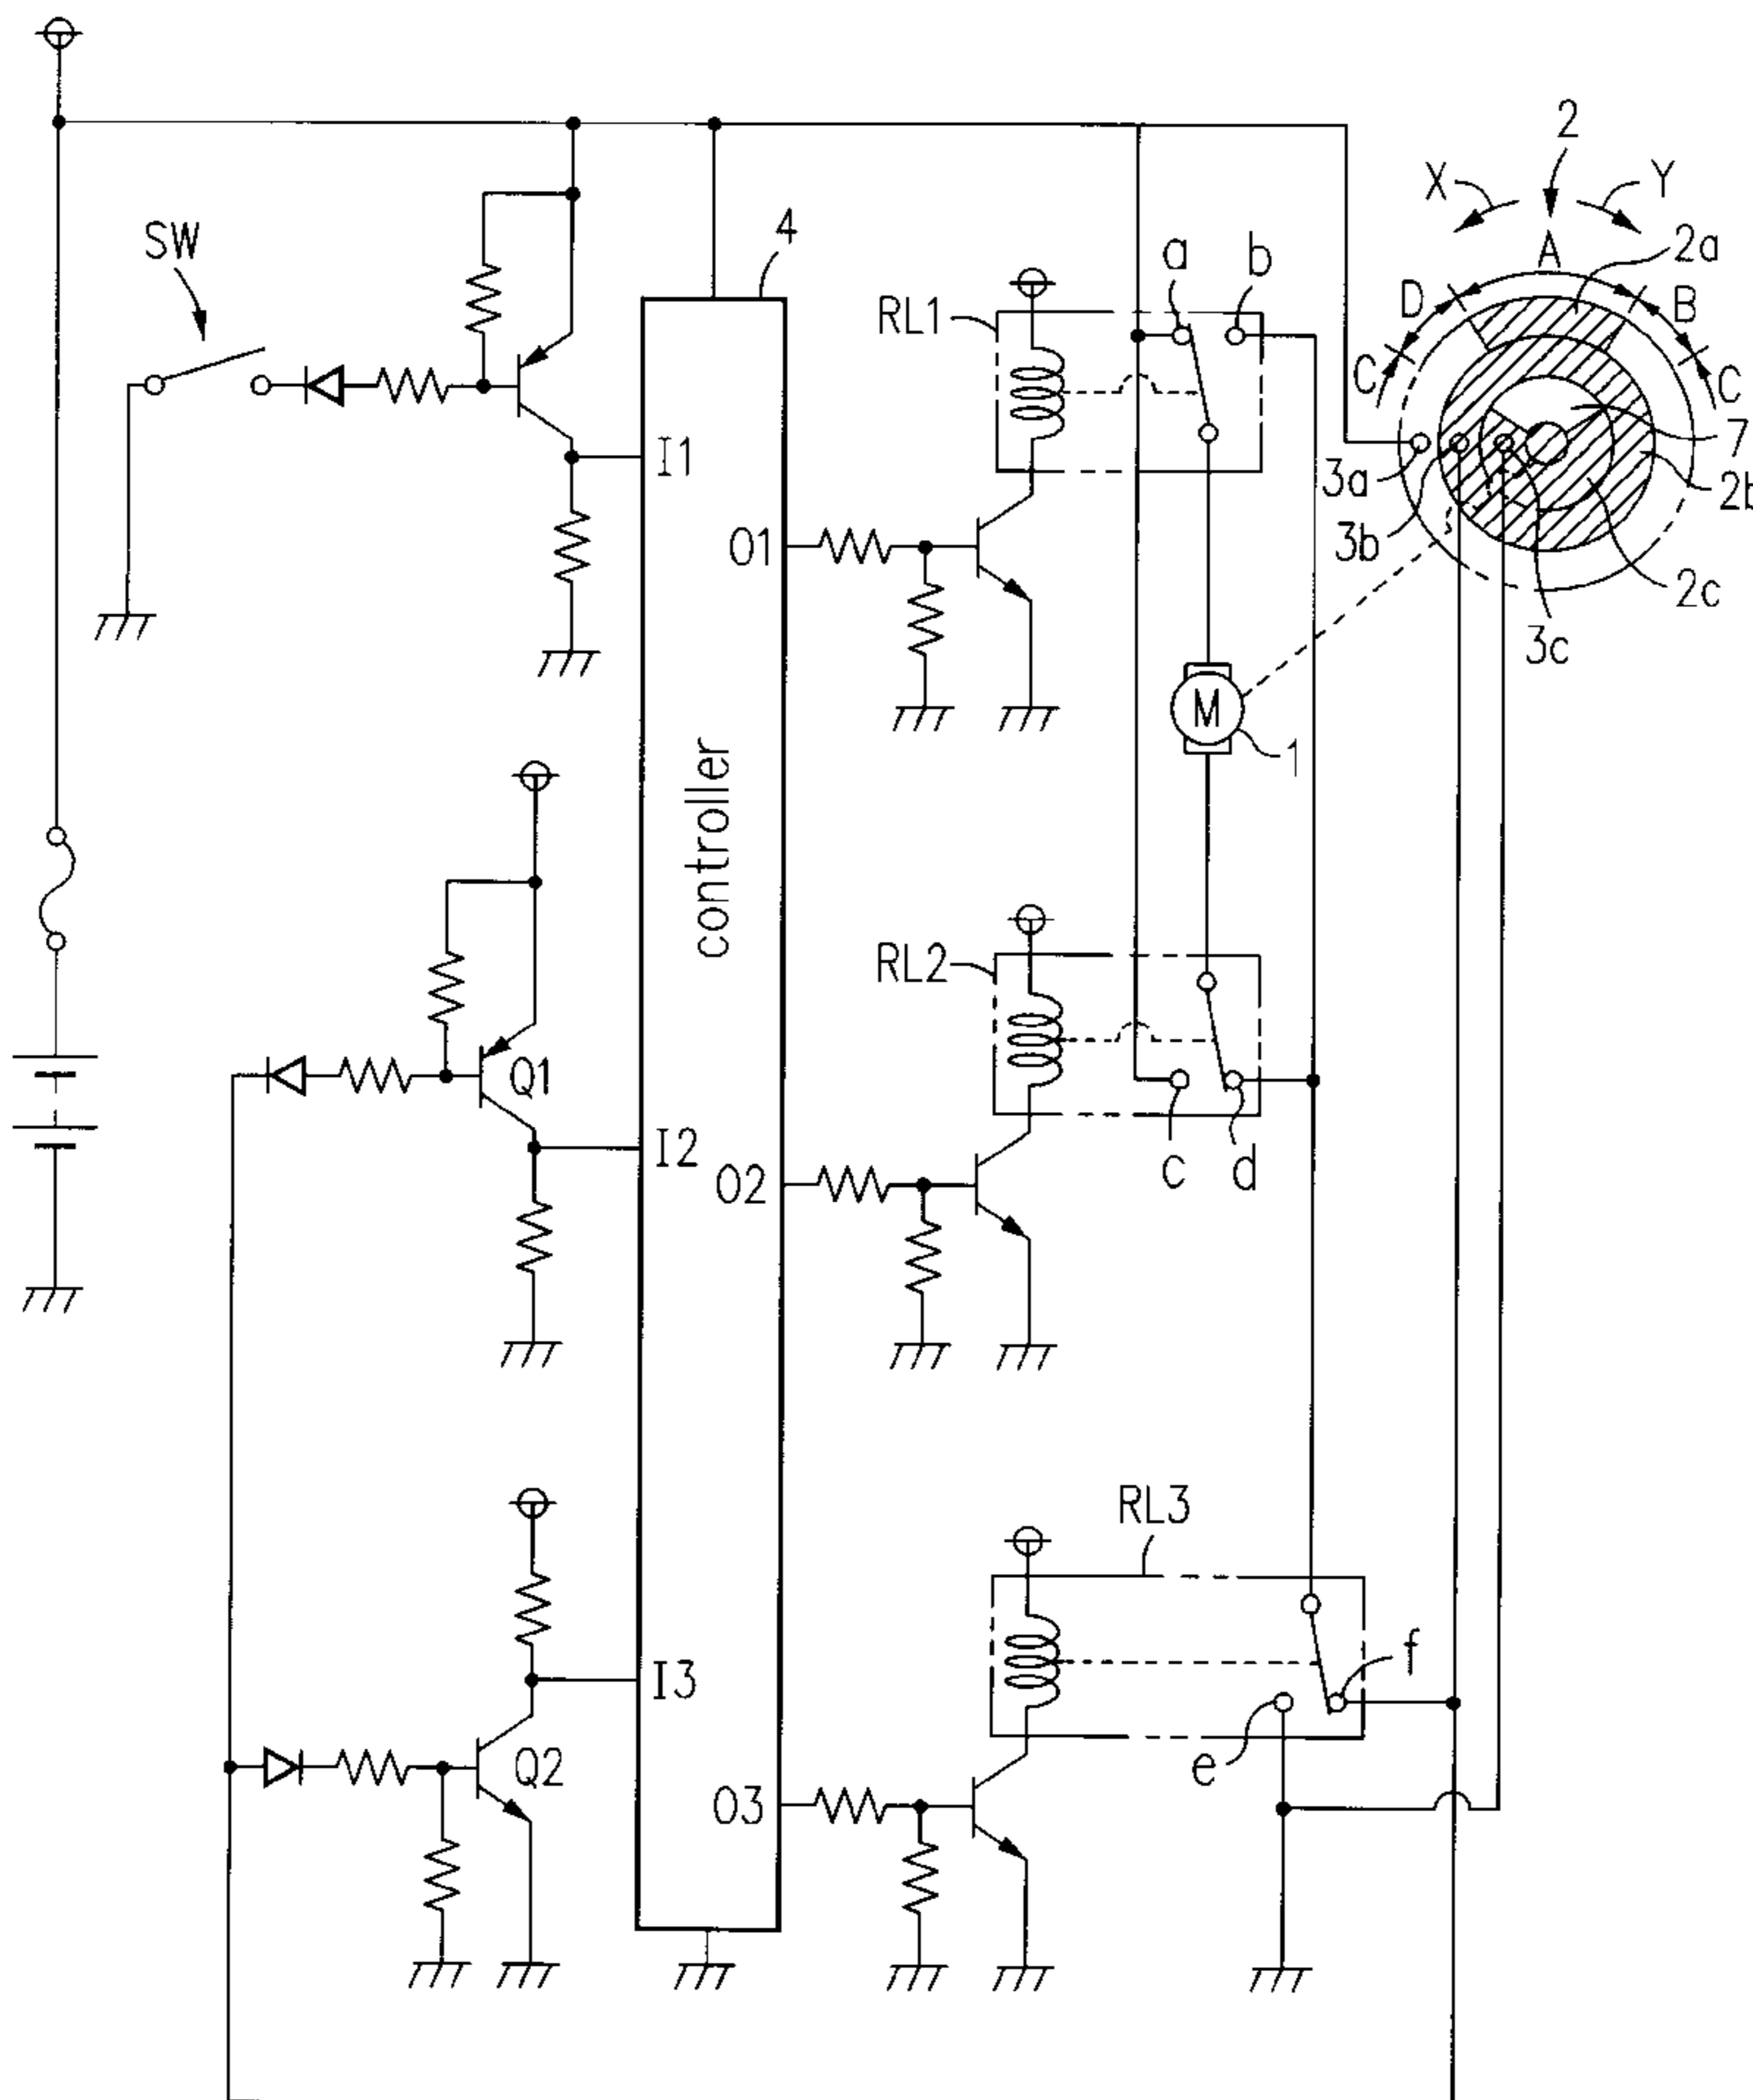 2
X
Y
A
2a
D
B
C
C
SW
4
a
b
RL1
7
I1
3a
2b
3b
O1
2c
3c
M
1
controller
RL2
Q1
I2
O2
c
d
RL3
I3
f
Q2
e
O3